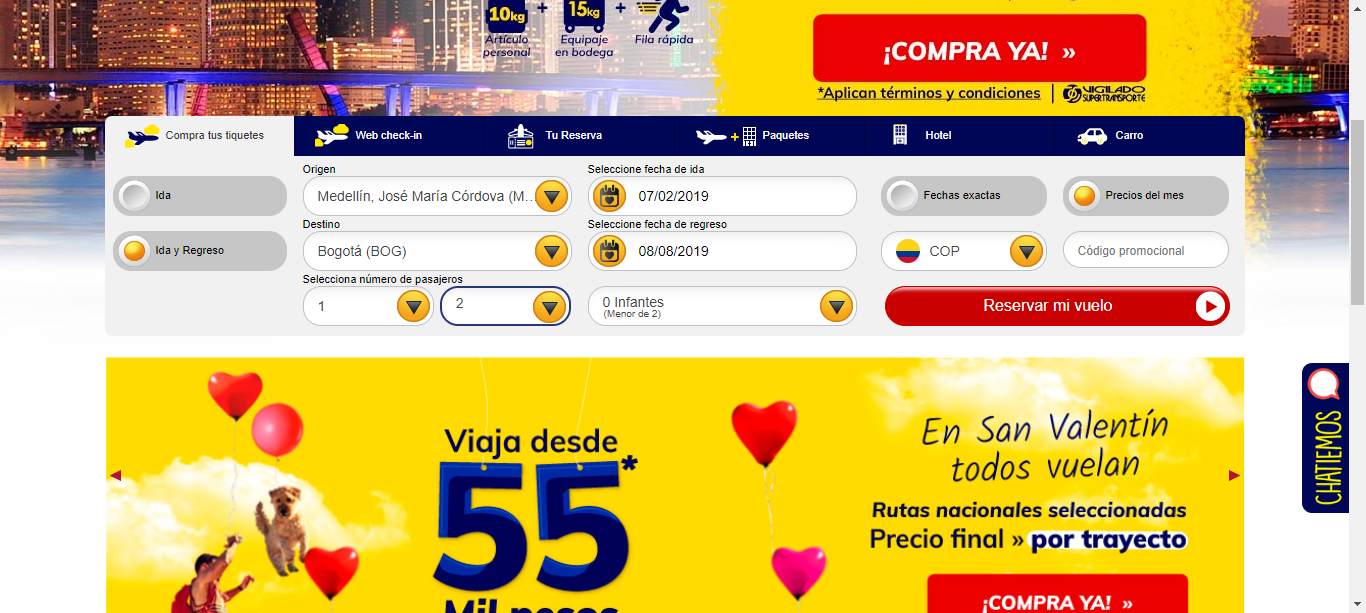 10kg + 15kg +
Artículo
personal
Equipaje
en bodega
Fila rápida
¡COMPRA YA! »
*Aplican términos y condiciones | VIGILADO
SUPERTRANSPORTE
Compra tus tiquetes
Web check-in
Tu Reserva
+
Paquetes
Hotel
Carro
Ida
Ida y Regreso
Origen
Medellín, José María Córdova (M...
Destino
Bogotá (BOG)
Selecciona número de pasajeros
1
2
0 Infantes
(Menor de 2)
Seleccione fecha de ida
07/02/2019
Seleccione fecha de regreso
08/08/2019
Fechas exactas
Precios del mes
COP
Código promocional
Reservar mi vuelo
CHATIEMOS
Viaja desde
55*
Mil pesos
En San Valentín
todos vuelan
Rutas nacionales seleccionadas
Precio final » por trayecto
¡COMPRA YA! »